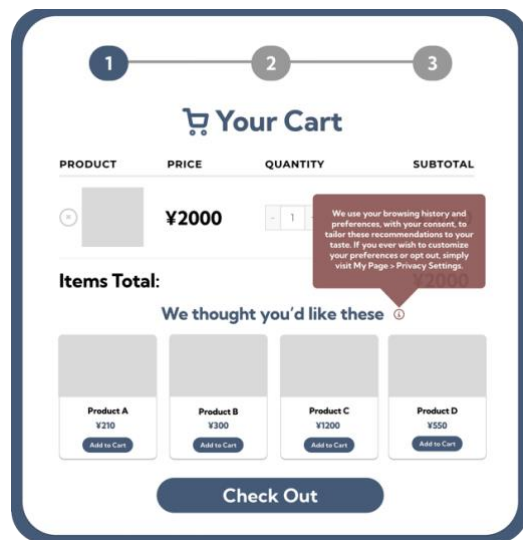 1 2 3
Your Cart
PRODUCT PRICE QUANTITY SUBTOTAL
¥2000 - 1
We use your browsing history and
preferences, with your consent, to
tailor these recommendations to your
taste. If you ever wish to customize
your preferences or opt out, simply
visit My Page > Privacy Settings.
Items Total: ¥2000
We thought you'd like these
Product A Product B Product C Product D
¥210 ¥300 ¥1200 ¥550
Add to Cart Add to Cart Add to Cart Add to Cart
Check Out